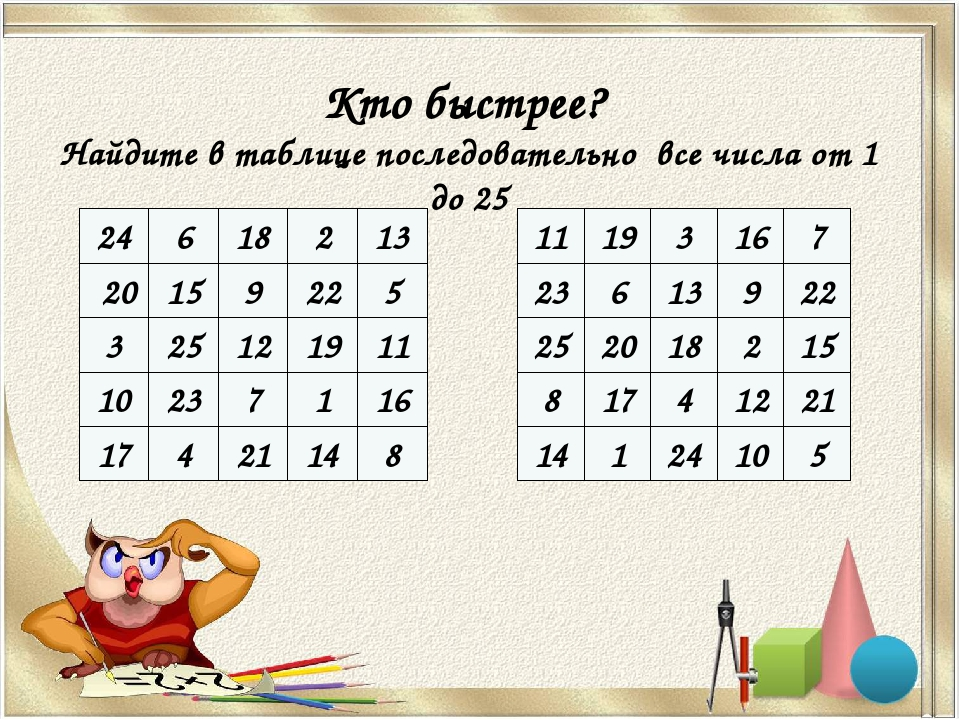 Кто быстрее?
Найдите в таблице последовательно все числа от 1
до 25
24 6 18 2 13
20 15 9 22 5
3 25 12 19 11
10 23 7 1 16
17 4 21 14 8
11 19 3 16 7
23 6 13 9 22
25 20 18 2 15
8 17 4 12 21
14 1 24 10 5